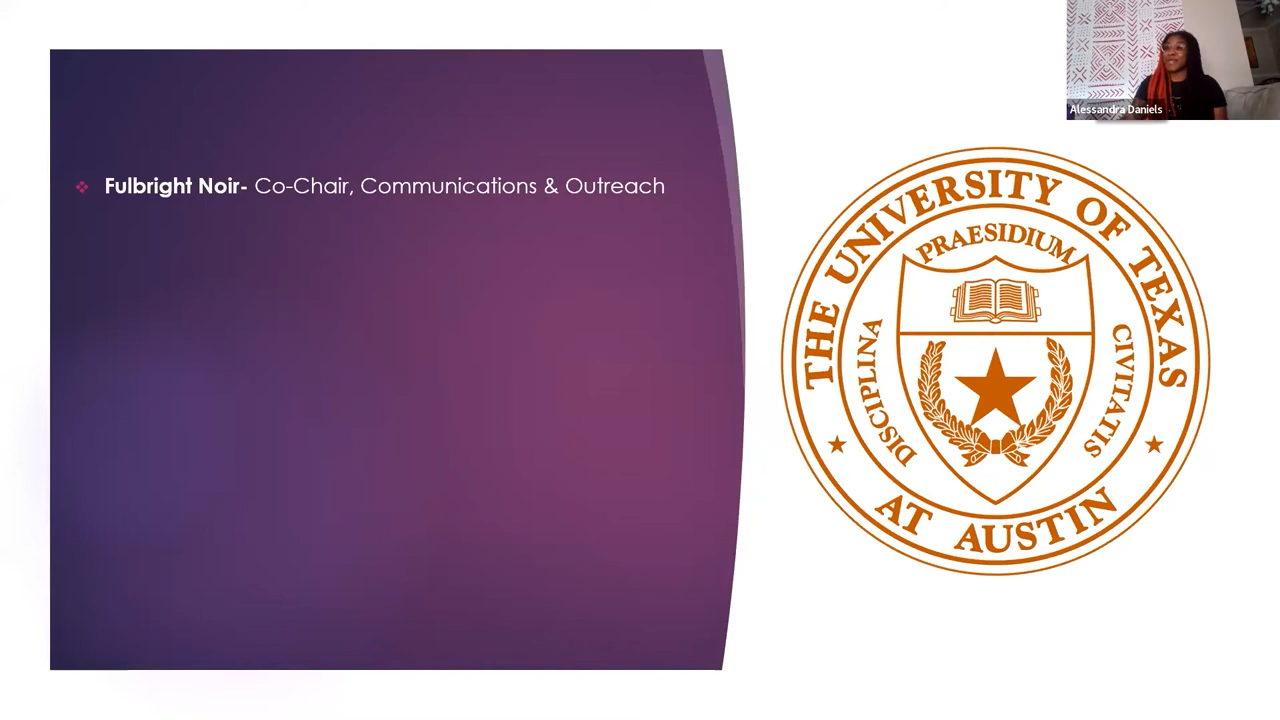 Alessandra Daniels
Fulbright Noir- Co-Chair, Communications & Outreach
THE UNIVERSITY OF TEXAS
AT AUSTIN
PRAESIDIUM
DISCIPLINA
CIVITATIS